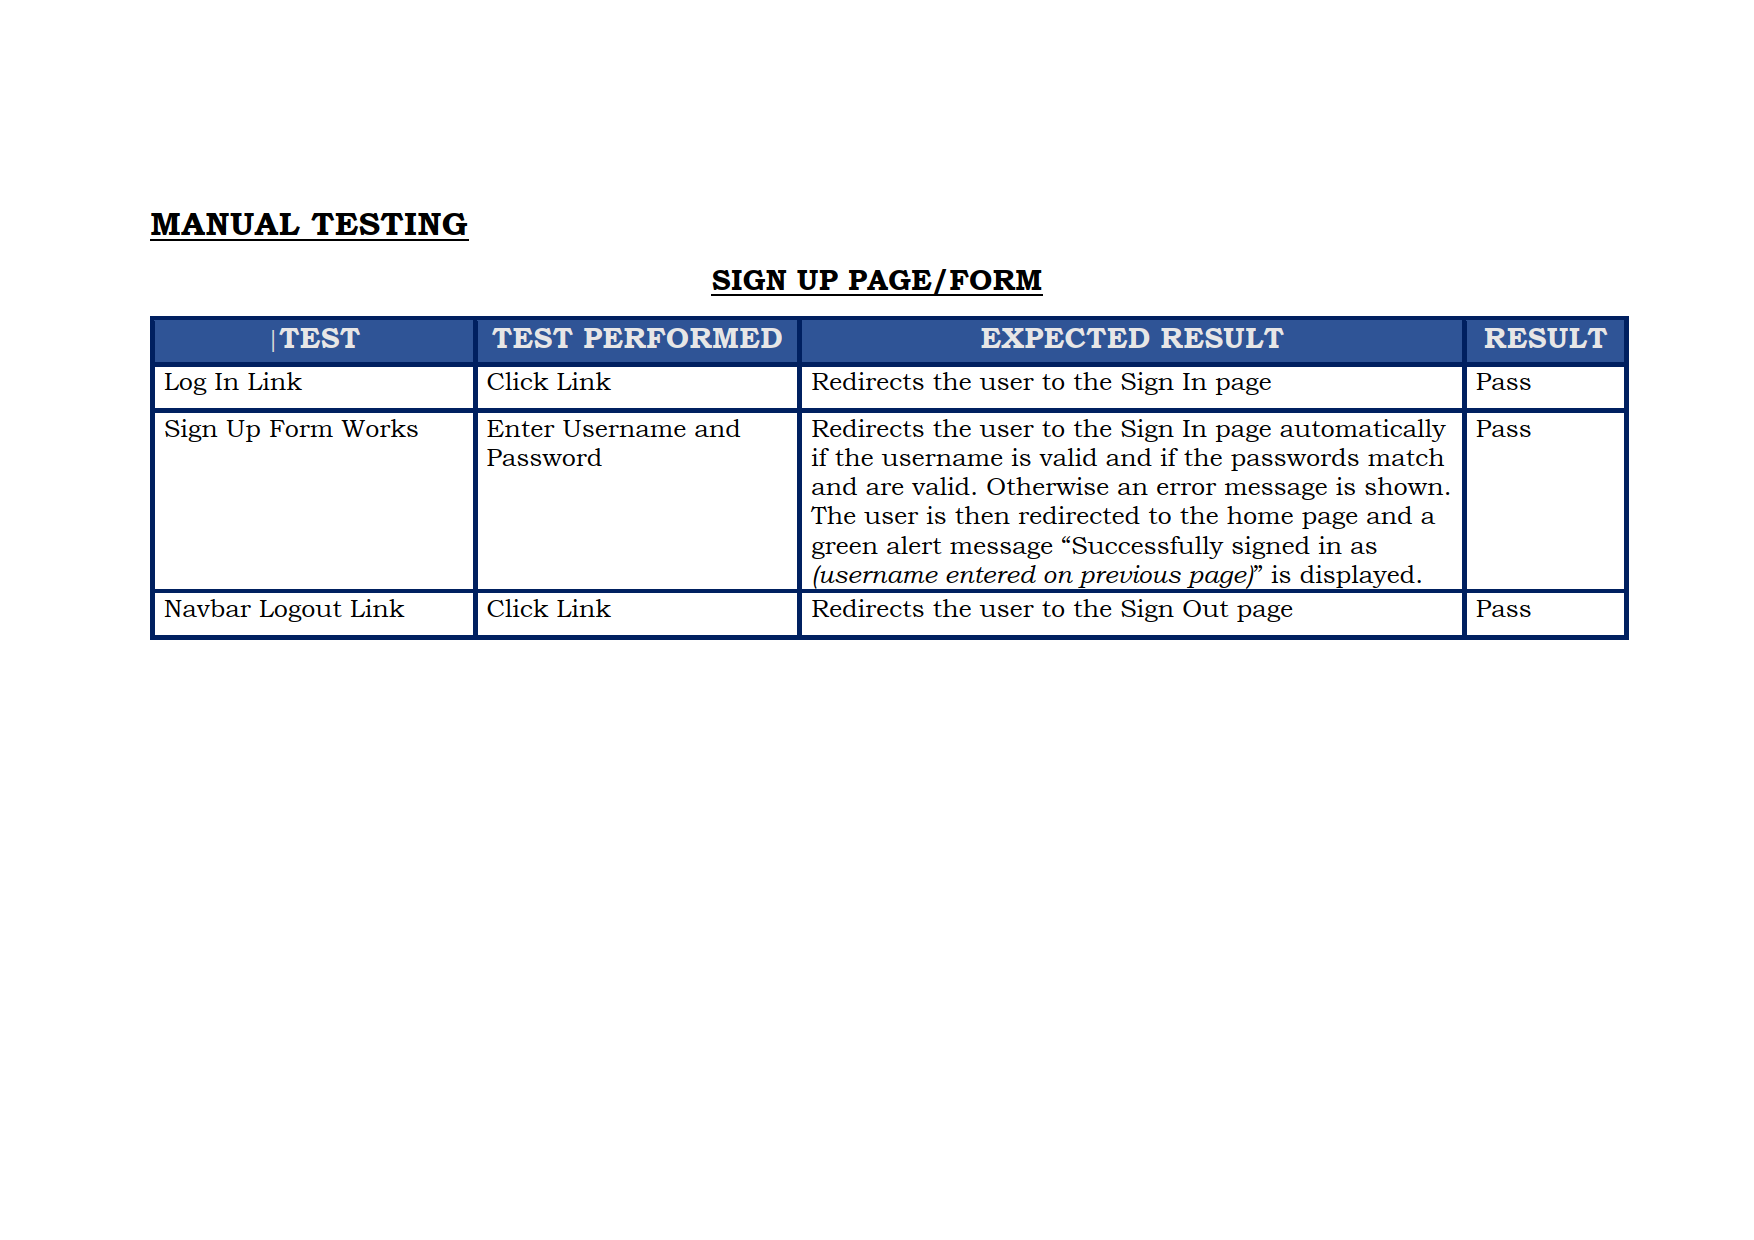 MANUAL TESTING
SIGN UP PAGE/FORM
TEST TEST PERFORMED EXPECTED RESULT RESULT
Log In Link Click Link Redirects the user to the Sign In page Pass
Sign Up Form Works Enter Username and Redirects the user to the Sign In page automatically Pass
Password if the username is valid and if the passwords match
and are valid. Otherwise an error message is shown.
The user is then redirected to the home page and a
green alert message “Successfully signed in as
(username entered on previous page)” is displayed.
Navbar Logout Link Click Link Redirects the user to the Sign Out page Pass